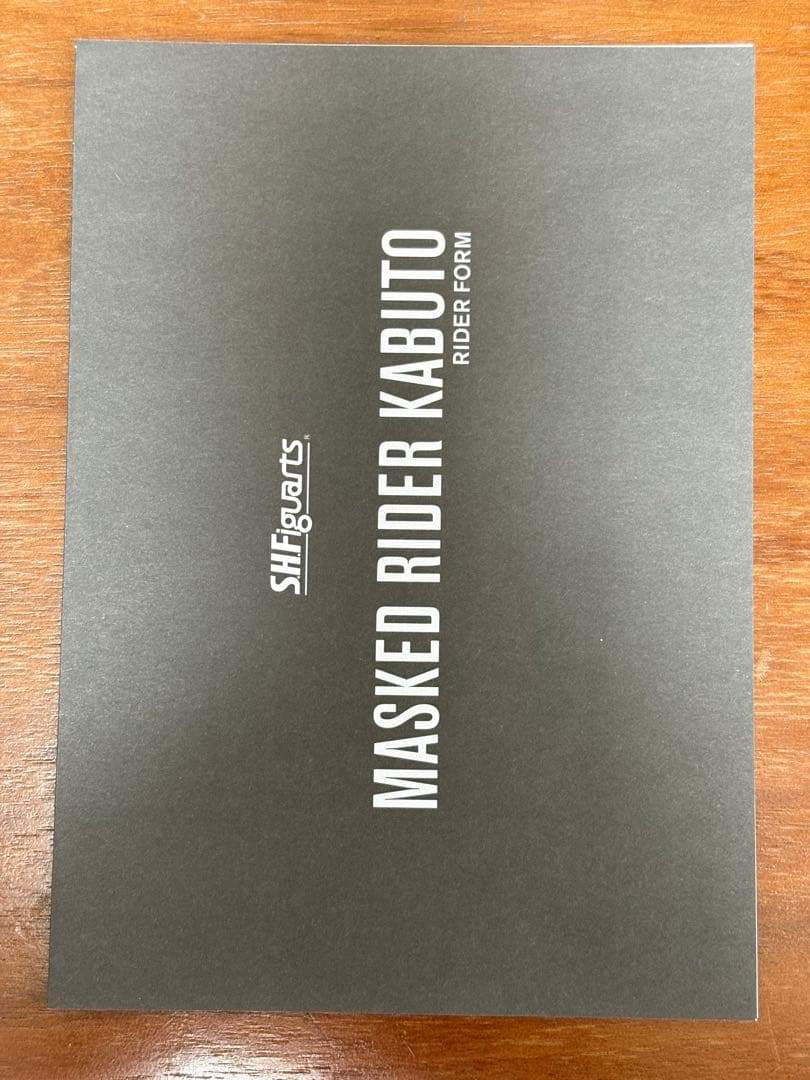 S.H.Figuarts
MASKED RIDER KABUTO
RIDER FORM